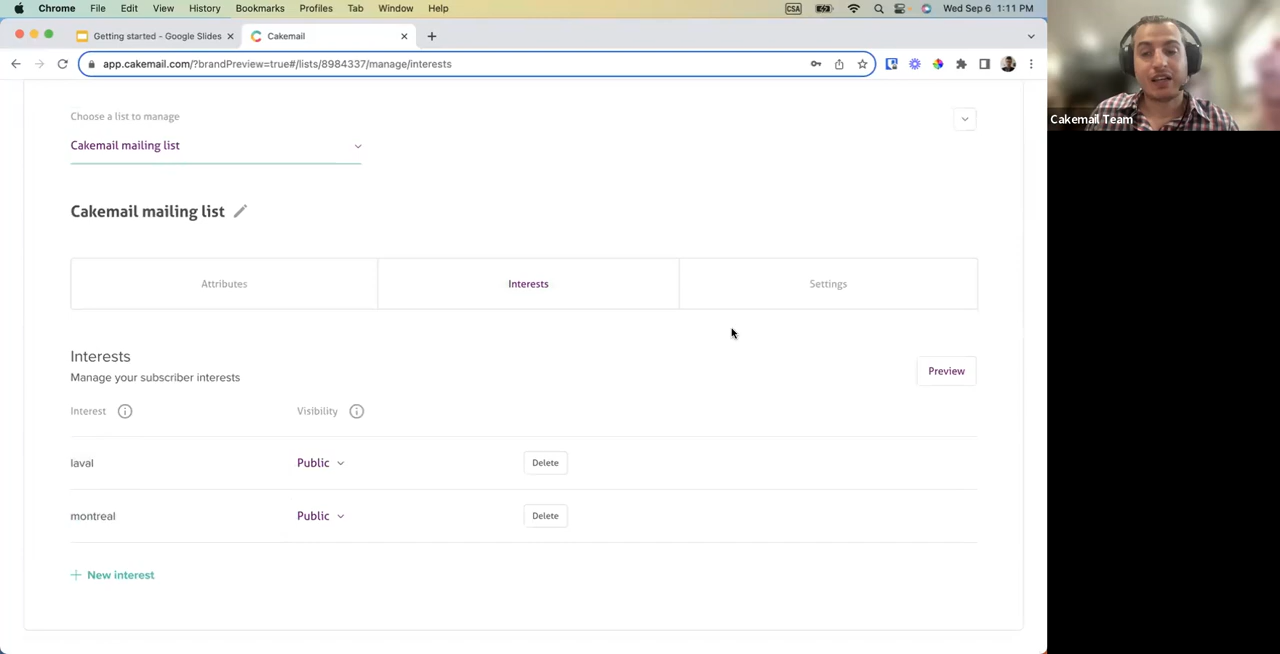 Chrome File Edit View History Bookmarks Profiles Tab Window Help CSA Wed Sep 6 1:11 PM
Getting started - Google Slides Cakemail
app.cakemail.com/?brandPreview=true#/lists/8984337/manage/interests
Cakemail Team
Choose a list to manage
Cakemail mailing list
Cakemail mailing list
Attributes Interests Settings
Interests
Manage your subscriber interests
Preview
Interest Visibility
laval Public Delete
montreal Public Delete
+ New interest